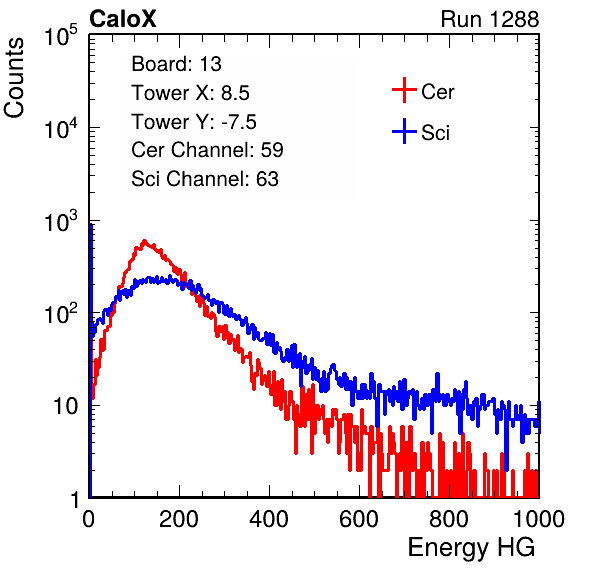 CaloX Run 1288
Counts
Board: 13
Tower X: 8.5
Tower Y: -7.5
Cer Channel: 59
Sci Channel: 63
Cer
Sci
10^5
10^4
10^3
10^2
10
1
0 200 400 600 800 1000
Energy HG